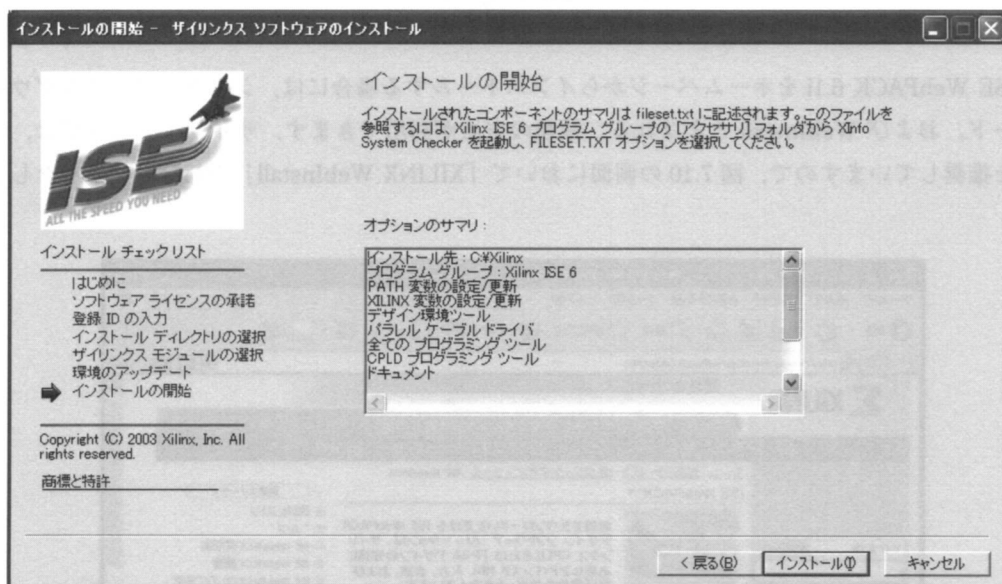 インストールの開始 - ザイリンクス ソフトウェアのインストール
ISE
ALL THE SPEED YOU NEED
インストール チェックリスト
はじめに
ソフトウェア ライセンスの承諾
登録 ID の入力
インストール ディレクトリの選択
ザイリンクス モジュールの選択
環境のアップデート
インストールの開始
Copyright (C) 2003 Xilinx, Inc. All
rights reserved.
商標と特許
インストールの開始
インストールされたコンポーネントのサマリは fileset.txt に記述されます。このファイルを
参照するには、Xilinx ISE 6 プログラム グループの [アクセサリ] フォルダから XInfo
System Checker を起動し、FILESET.TXT オプションを選択してください。
オプションのサマリ :
インストール先 : C:¥Xilinx
プログラム グループ : Xilinx ISE 6
PATH 変数の設定/更新
XILINX 変数の設定/更新
デザイン環境ツール
パラレル ケーブル ドライバ
全ての プログラミング ツール
CPLD プログラミング ツール
ドキュメント
< 戻る(B)
インストール(I)
キャンセル